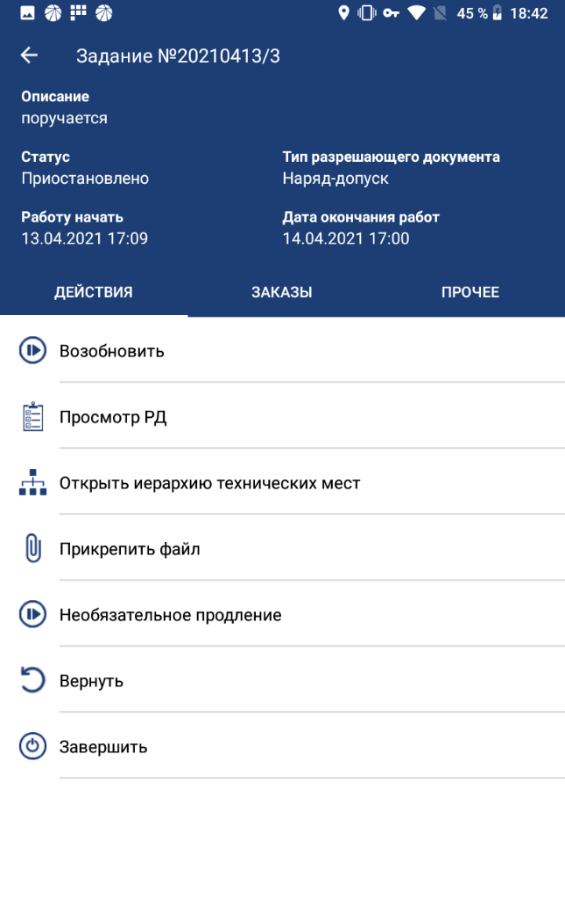 45 % 18:42
Задание №20210413/3
Описание
поручается
Статус
Приостановлено
Тип разрешающего документа
Наряд-допуск
Работу начать
13.04.2021 17:09
Дата окончания работ
14.04.2021 17:00
ДЕЙСТВИЯ ЗАКАЗЫ ПРОЧЕЕ
Возобновить
Просмотр РД
Открыть иерархию технических мест
Прикрепить файл
Необязательное продление
Вернуть
Завершить